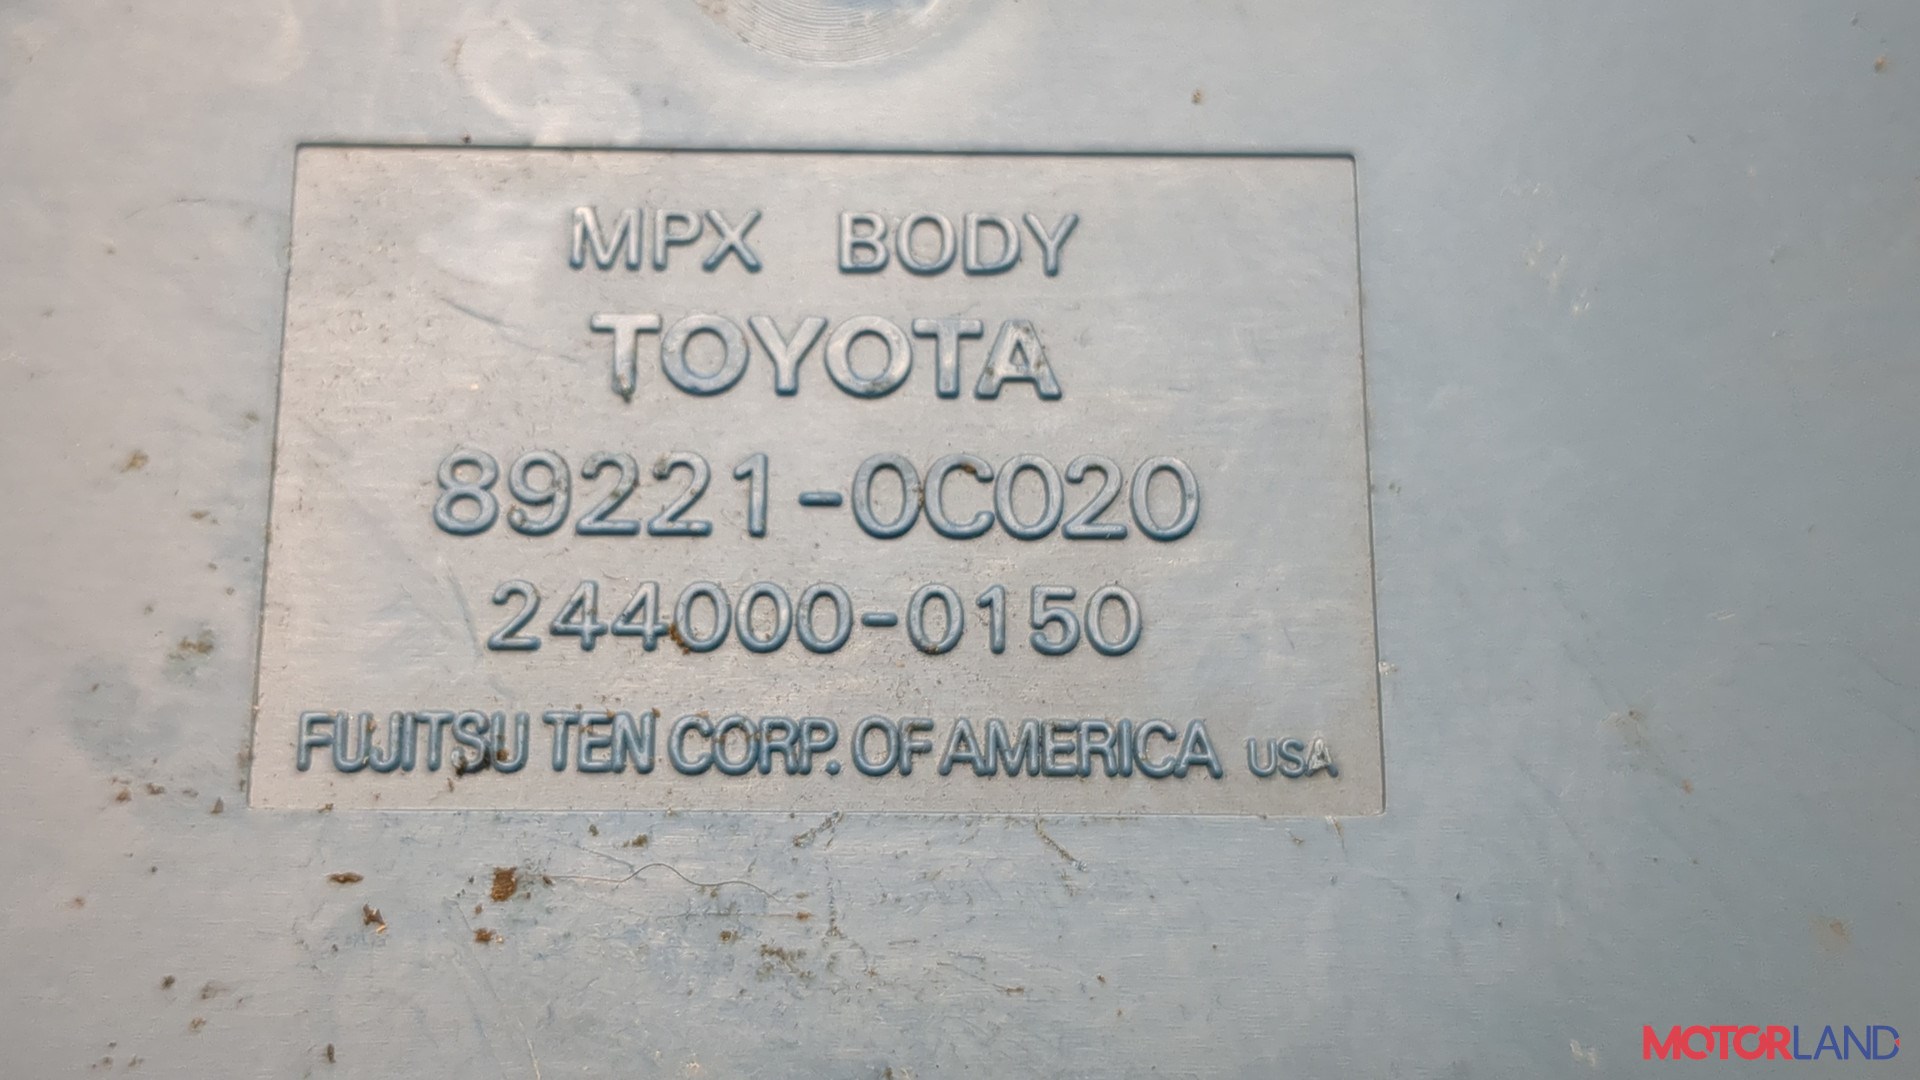 MPX BODY
TOYOTA
89221-0C020
244000-0150
FUJITSU TEN CORP. OF AMERICA USA
MOTORLAND